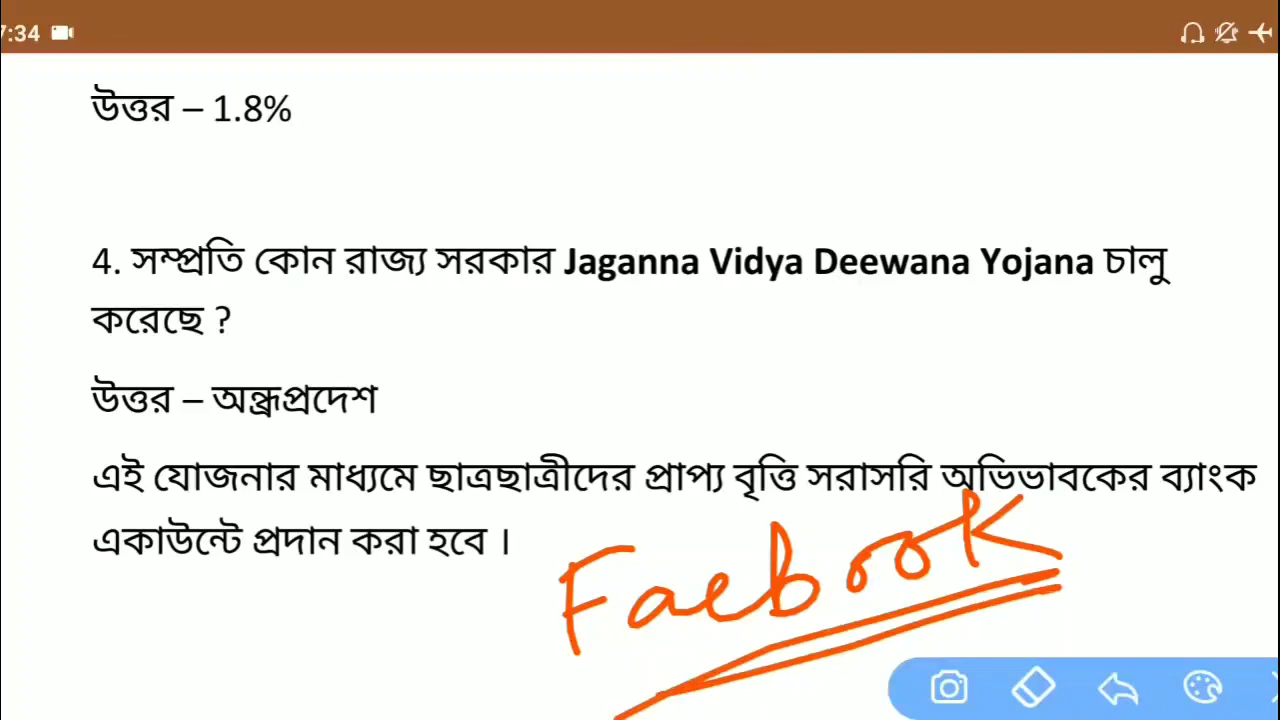 7:34
উত্তর – 1.8%
4. সম্প্রতি কোন রাজ্য সরকার Jaganna Vidya Deewana Yojana চালু
করেছে ?
উত্তর – অন্ধ্রপ্রদেশ
এই যোজনার মাধ্যমে ছাত্রছাত্রীদের প্রাপ্য বৃত্তি সরাসরি অভিভাবকের ব্যাংক
একাউন্টে প্রদান করা হবে ।
Faebook